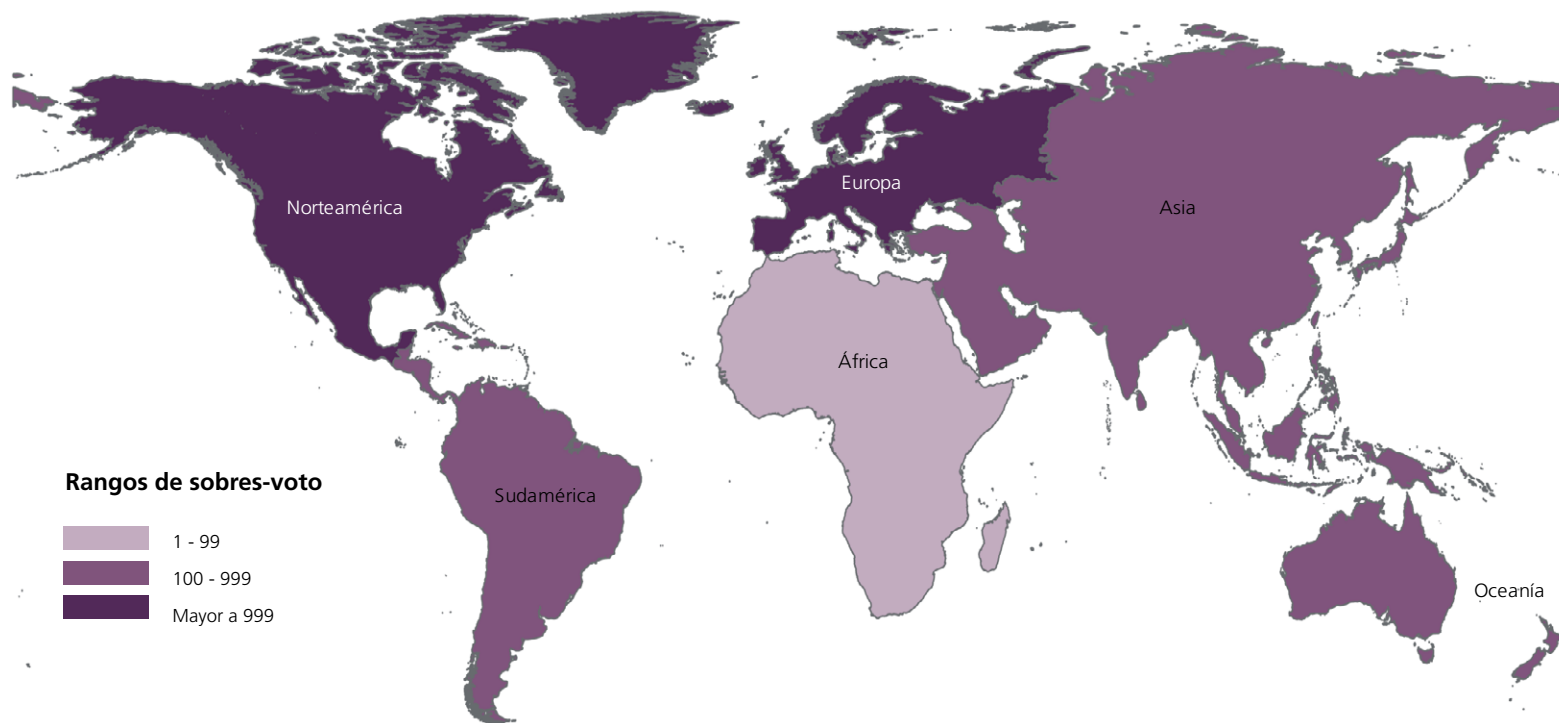 Europa
Norteamérica
Asia
África
Rangos de sobres-voto
Sudamérica
1 - 99
100 - 999
Oceanía
Mayor a 999